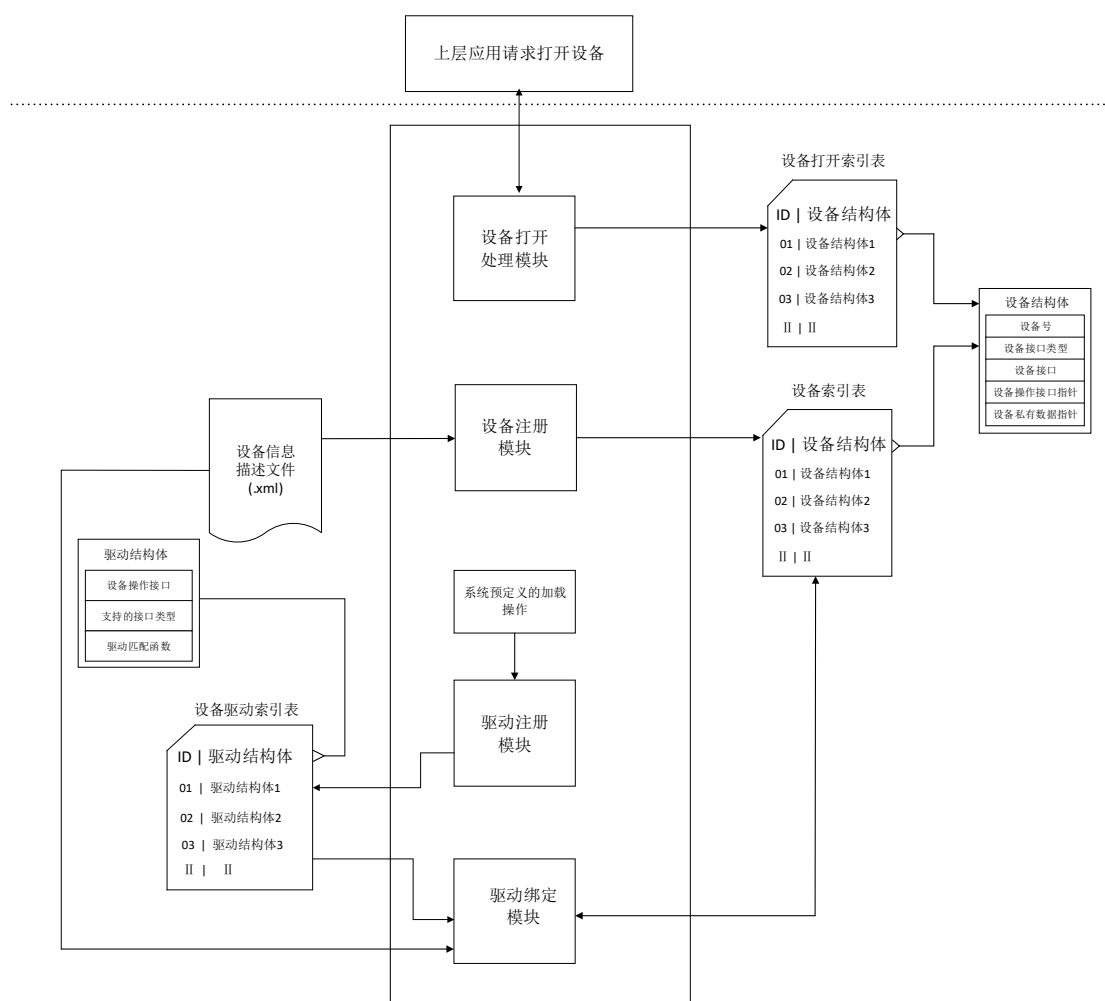 上层应用请求打开设备
设备打开索引表
设备打开
处理模块
ID | 设备结构体
01 | 设备结构体1
02 | 设备结构体2
03 | 设备结构体3
II | II
设备结构体
设备号
设备接口类型
设备接口
设备操作接口指针
设备私有数据指针
设备索引表
设备信息
描述文件
(.xml)
设备注册
模块
ID | 设备结构体
01 | 设备结构体1
02 | 设备结构体2
03 | 设备结构体3
II | II
驱动结构体
设备操作接口
支持的接口类型
驱动匹配函数
系统预定义的加载
操作
设备驱动索引表
驱动注册
模块
ID | 驱动结构体
01 | 驱动结构体1
02 | 驱动结构体2
03 | 驱动结构体3
II | II
驱动绑定
模块